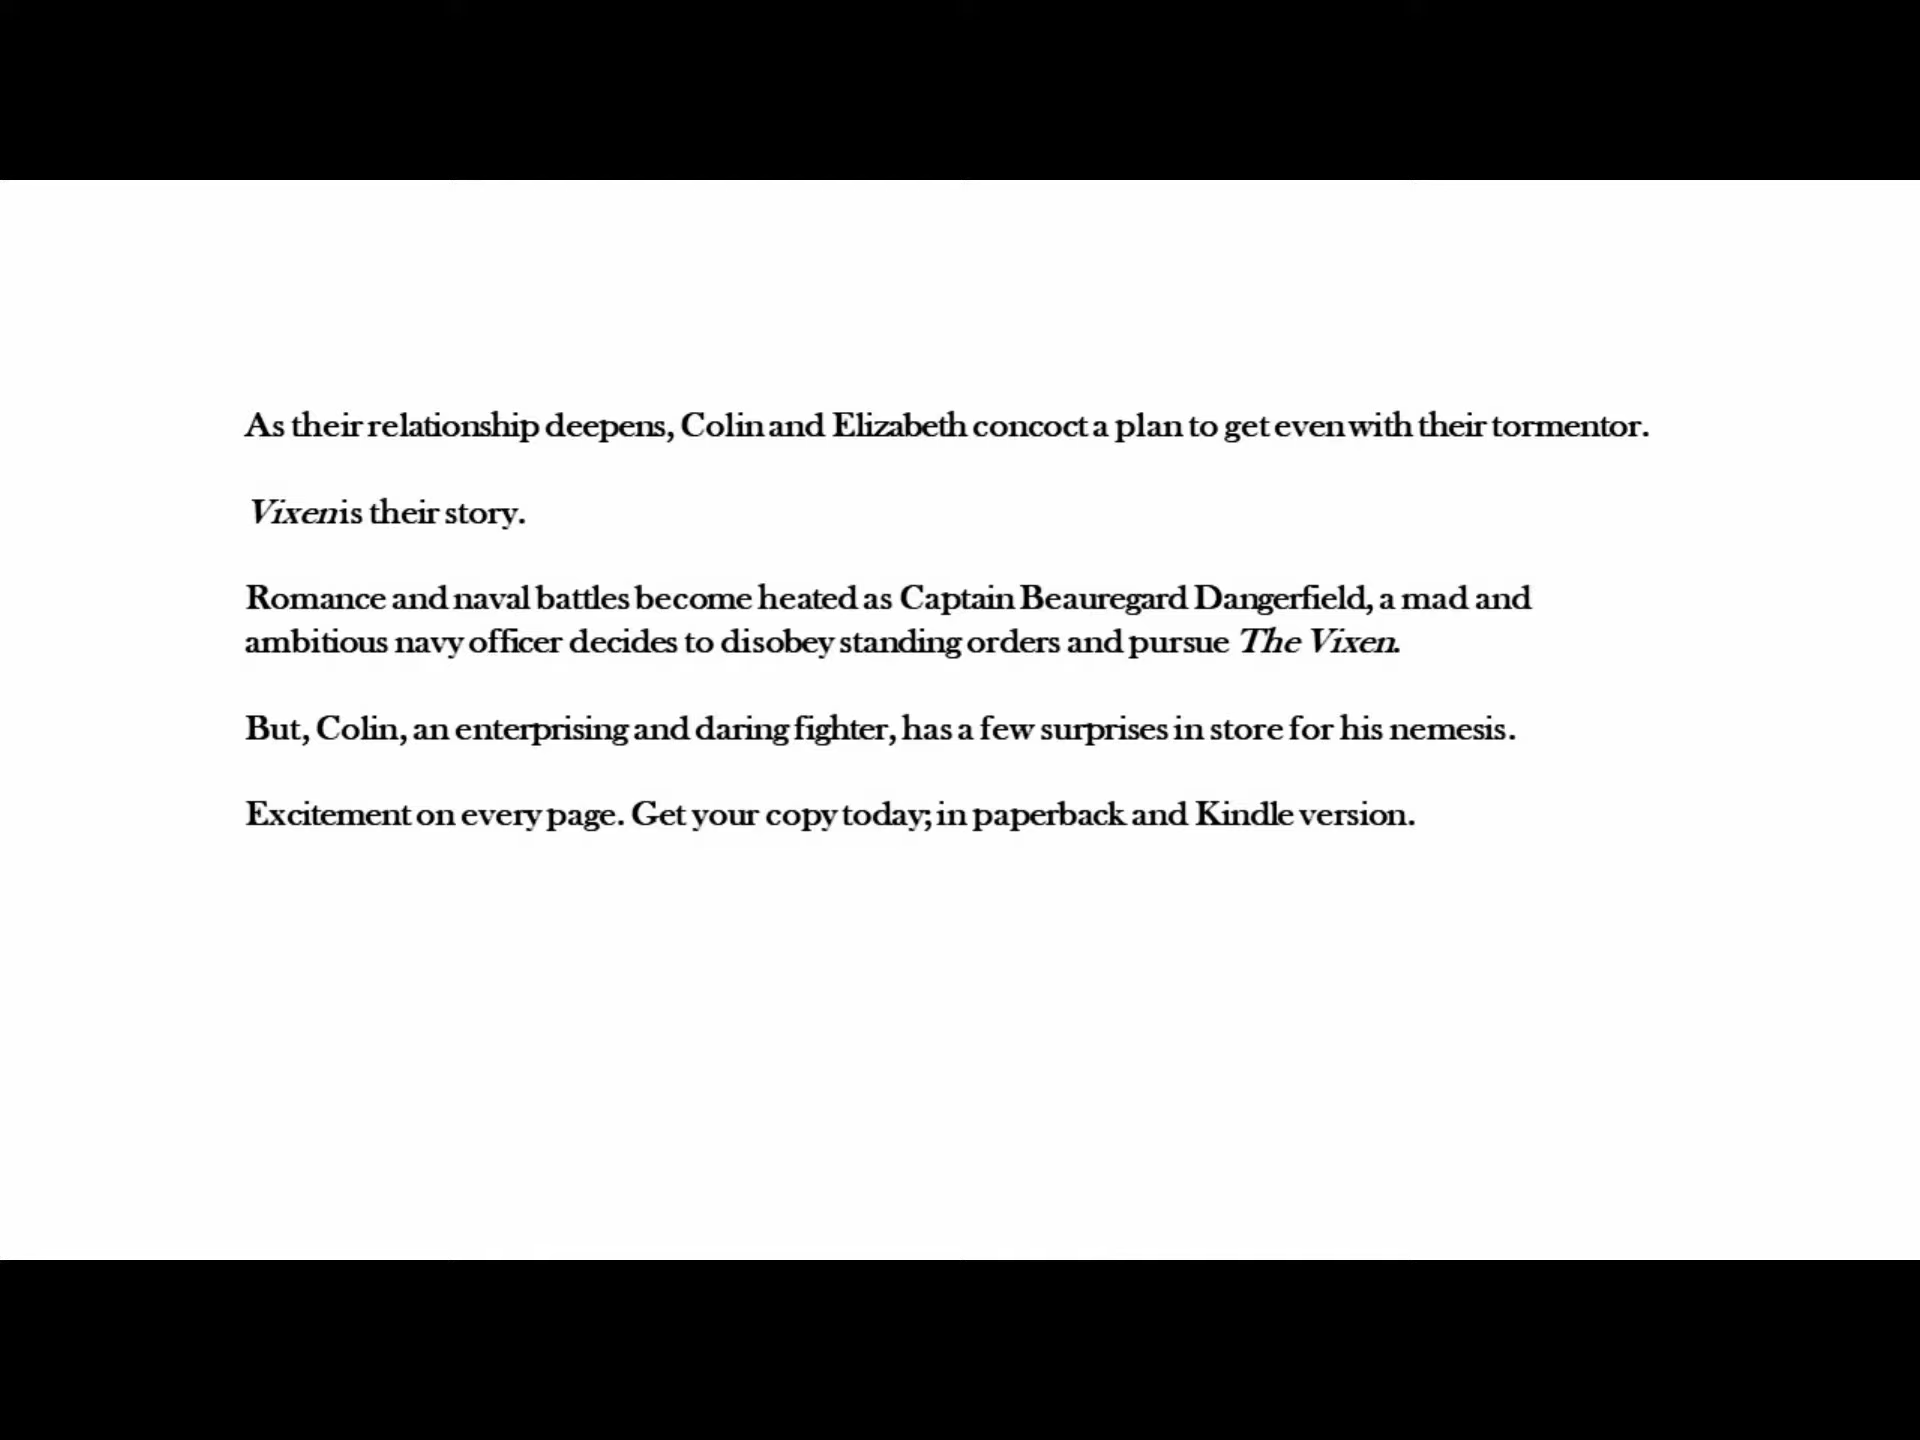 As their relationship deepens, Colin and Elizabeth concoct a plan to get even with their tormentor.
Vixen is their story.
Romance and naval battles become heated as Captain Beauregard Dangerfield, a mad and
ambitious navy officer decides to disobey standing orders and pursue The Vixen.
But, Colin, an enterprising and daring fighter, has a few surprises in store for his nemesis.
Excitement on every page. Get your copy today; in paperback and Kindle version.